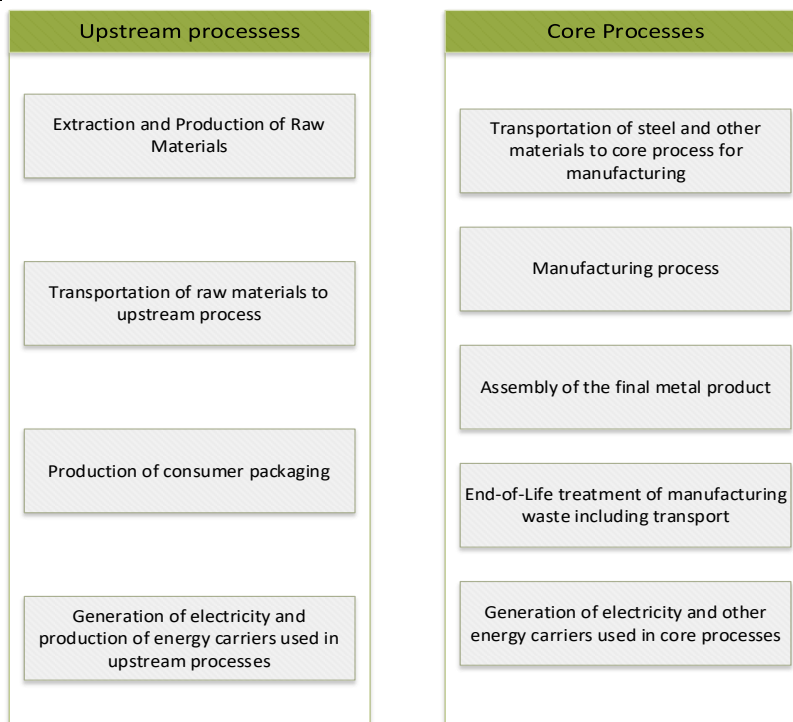 Upstream processess
Extraction and Production of Raw
Materials
Transportation of raw materials to
upstream process
Production of consumer packaging
Generation of electricity and
production of energy carriers used in
upstream processes
Core Processes
Transportation of steel and other
materials to core process for
manufacturing
Manufacturing process
Assembly of the final metal product
End-of-Life treatment of manufacturing
waste including transport
Generation of electricity and other
energy carriers used in core processes